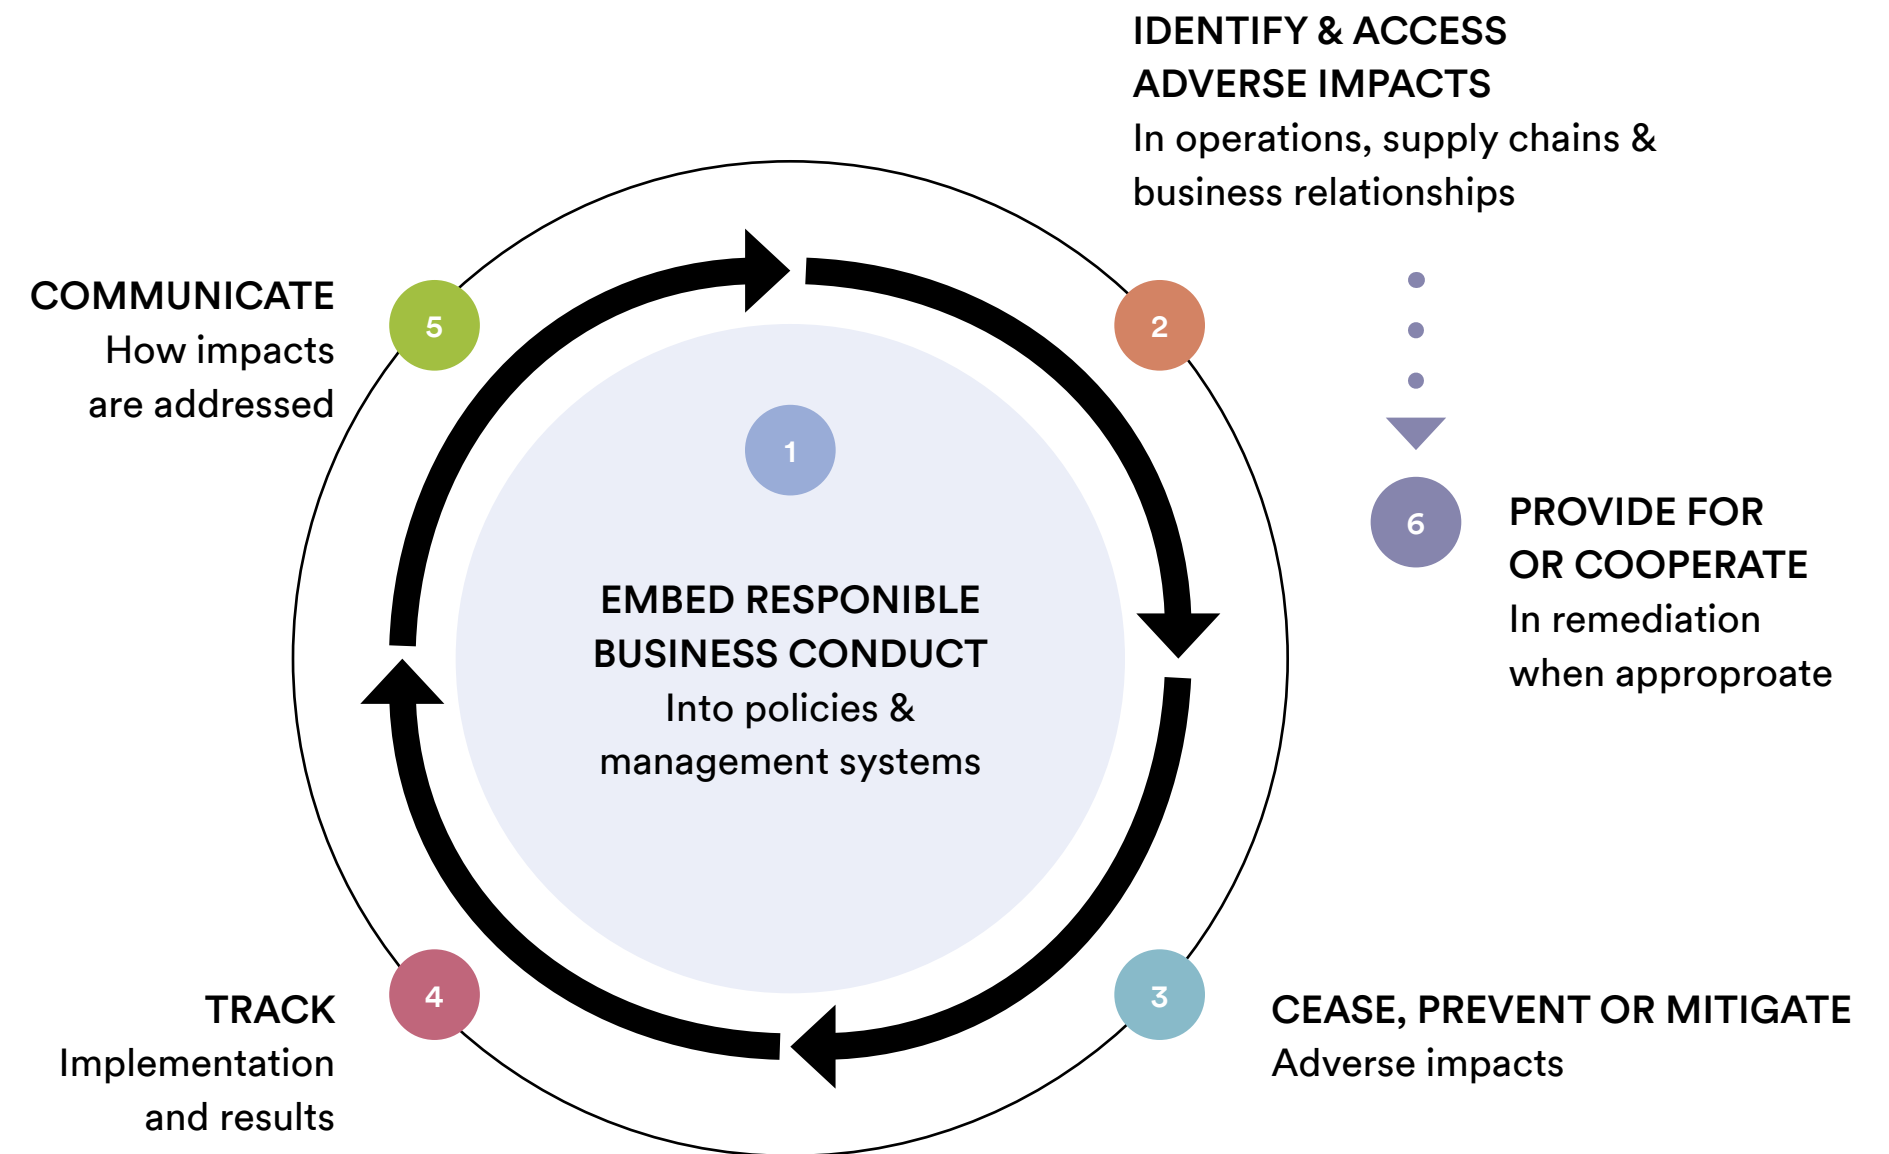 IDENTIFY & ACCESS
ADVERSE IMPACTS
In operations, supply chains &
business relationships
COMMUNICATE
How impacts
are addressed
5
2
1
6
PROVIDE FOR
OR COOPERATE
In remediation
when approproate
EMBED RESPONIBLE
BUSINESS CONDUCT
Into policies &
management systems
4
3
TRACK
Implementation
and results
CEASE, PREVENT OR MITIGATE
Adverse impacts